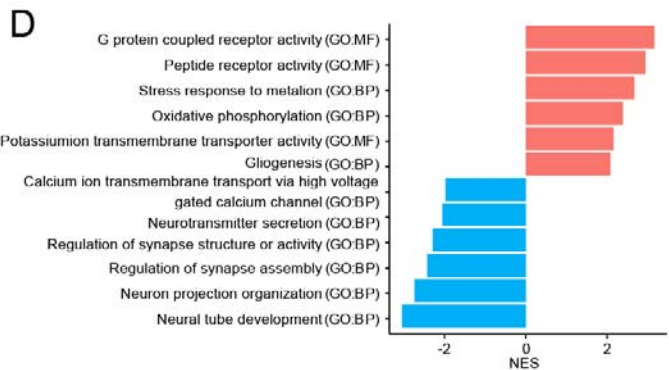 D
G protein coupled receptor activity (GO:MF)
Peptide receptor activity (GO:MF)
Stress response to metalion (GO:BP)
Oxidative phosphorylation (GO:BP)
Potassiumion transmembrane transporter activity (GO:MF)
Gliogenesis (GO:BP)
Calcium ion transmembrane transport via high voltage
gated calcium channel (GO:BP)
Neurotransmitter secretion (GO:BP)
Regulation of synapse structure or activity (GO:BP)
Regulation of synapse assembly (GO:BP)
Neuron projection organization (GO:BP)
Neural tube development (GO:BP)
-2 0 2
NES